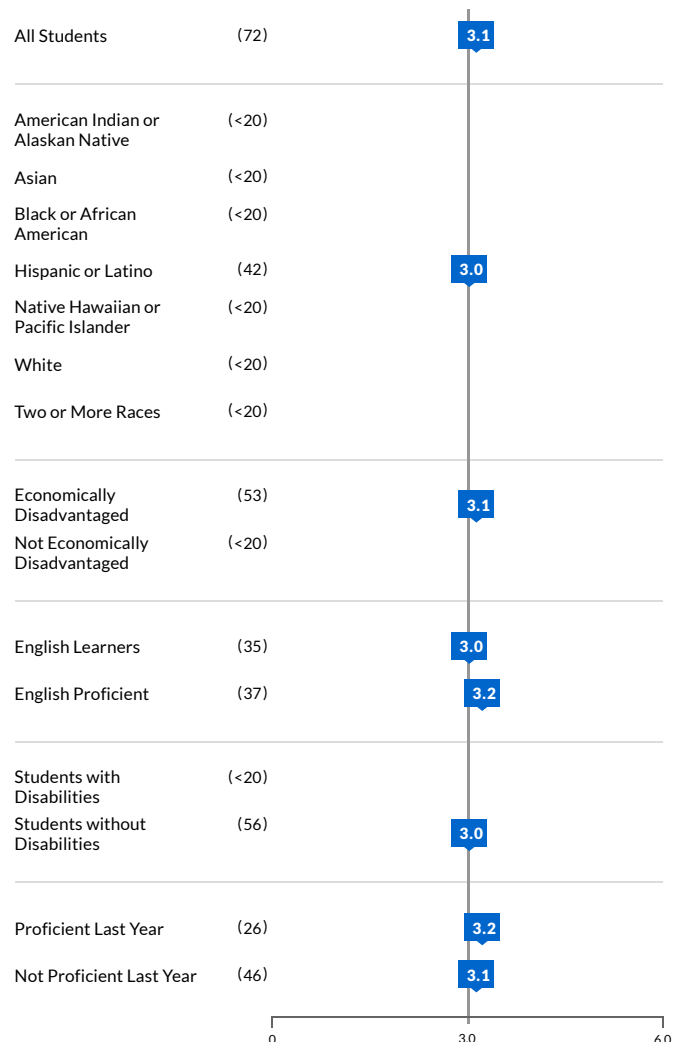 All Students (72) 3.1
American Indian or (<20)
Alaskan Native
Asian (<20)
Black or African (<20)
American
Hispanic or Latino (42) 3.0
Native Hawaiian or (<20)
Pacific Islander
White (<20)
Two or More Races (<20)
Economically (53) 3.1
Disadvantaged
Not Economically (<20)
Disadvantaged
English Learners (35) 3.0
English Proficient (37) 3.2
Students with (<20)
Disabilities
Students without (56) 3.0
Disabilities
Proficient Last Year (26) 3.2
Not Proficient Last Year (46) 3.1
0 3.0 6.0